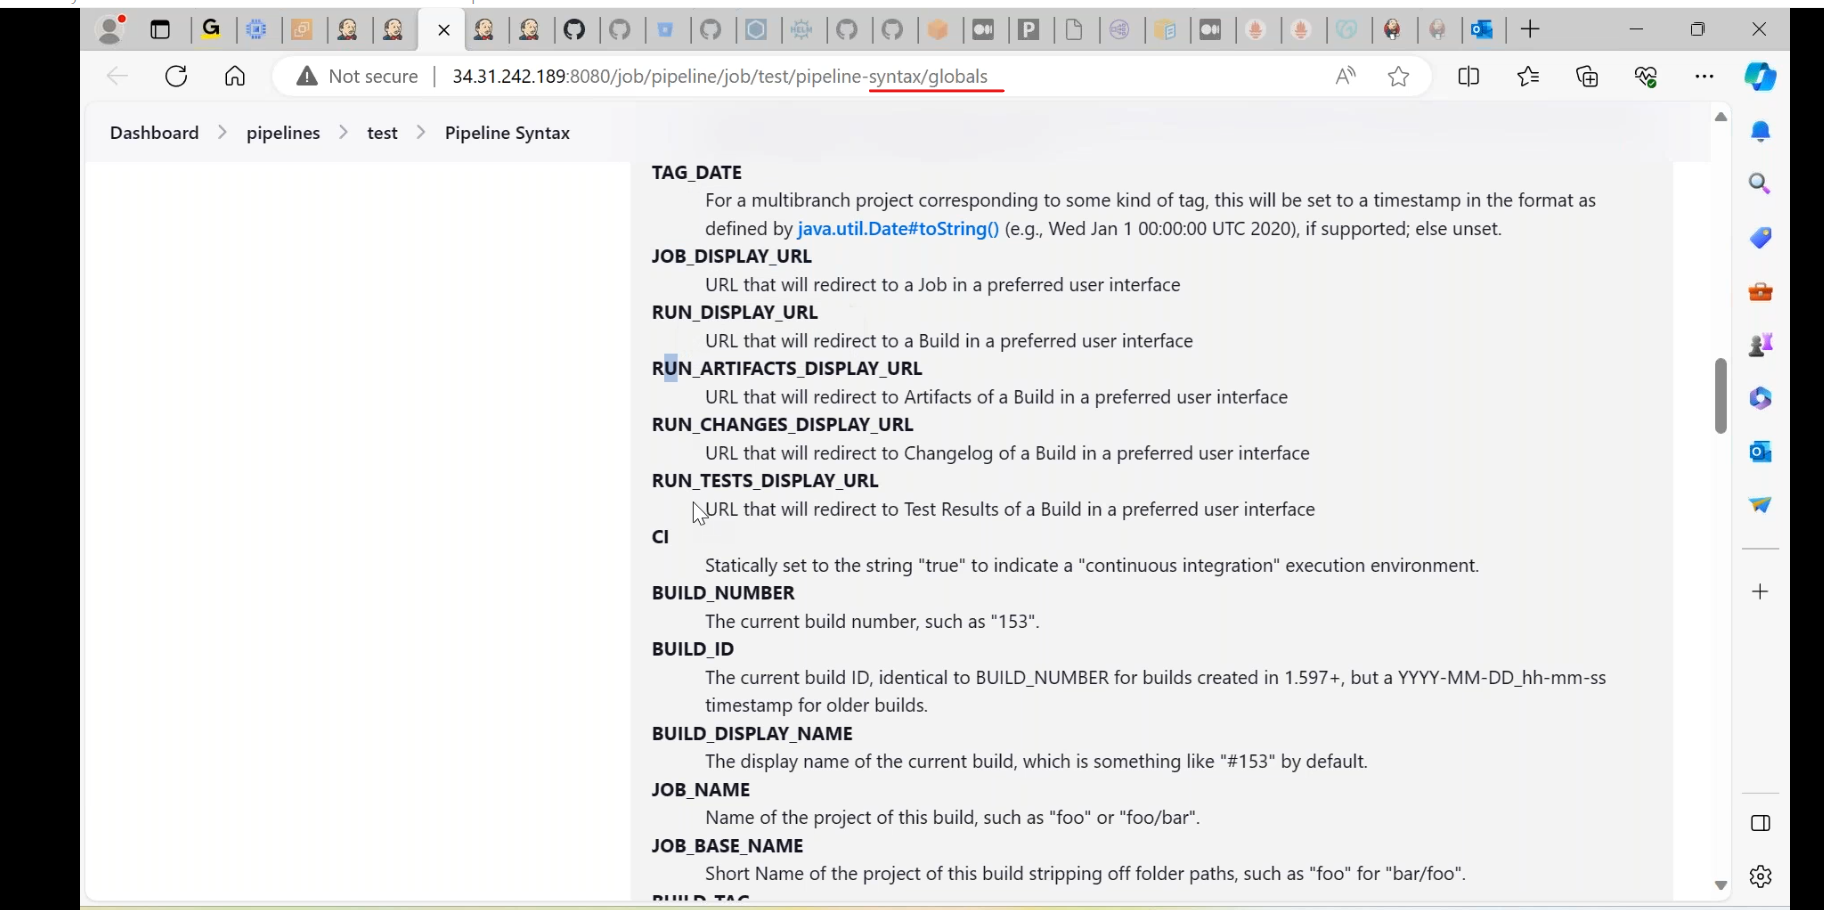 Not secure | 34.31.242.189:8080/job/pipeline/job/test/pipeline-syntax/globals
Dashboard > pipelines > test > Pipeline Syntax
TAG_DATE
For a multibranch project corresponding to some kind of tag, this will be set to a timestamp in the format as
defined by java.util.Date#toString() (e.g., Wed Jan 1 00:00:00 UTC 2020), if supported; else unset.
JOB_DISPLAY_URL
URL that will redirect to a Job in a preferred user interface
RUN_DISPLAY_URL
URL that will redirect to a Build in a preferred user interface
RUN_ARTIFACTS_DISPLAY_URL
URL that will redirect to Artifacts of a Build in a preferred user interface
RUN_CHANGES_DISPLAY_URL
URL that will redirect to Changelog of a Build in a preferred user interface
RUN_TESTS_DISPLAY_URL
URL that will redirect to Test Results of a Build in a preferred user interface
CI
Statically set to the string "true" to indicate a "continuous integration" execution environment.
BUILD_NUMBER
The current build number, such as "153".
BUILD_ID
The current build ID, identical to BUILD_NUMBER for builds created in 1.597+, but a YYYY-MM-DD_hh-mm-ss
timestamp for older builds.
BUILD_DISPLAY_NAME
The display name of the current build, which is something like "#153" by default.
JOB_NAME
Name of the project of this build, such as "foo" or "foo/bar".
JOB_BASE_NAME
Short Name of the project of this build stripping off folder paths, such as "foo" for "bar/foo".
BUILD_TAG